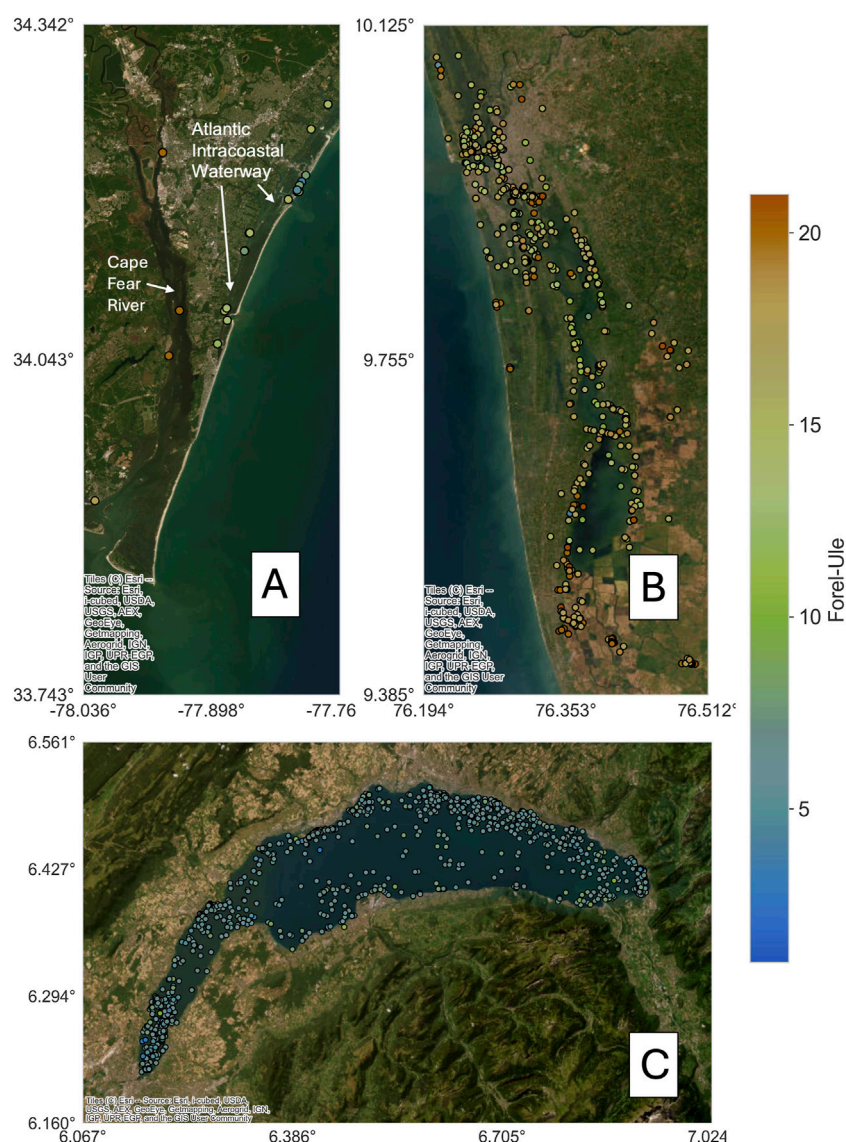 34.342°
34.043°
33.743°
-78.036°
-77.898°
-77.76
Atlantic
Intracoastal
Waterway
Cape
Fear
River
A
Tiles (C) Esri --
Source: Esri,
i-cubed, USDA,
USGS, AEX,
GeoEye,
Getmapping,
Aerogrid, IGN,
IGP, UPR-EGP,
and the GIS
User
Community
10.125°
9.755°
9.385°
76.194°
76.353°
76.512°
B
Tiles (C) Esri --
Source: Esri,
i-cubed, USDA,
USGS, AEX,
GeoEye,
Getmapping,
Aerogrid, IGN,
IGP, UPR-EGP,
and the GIS User
Community
20
15
10
5
Forel-Ule
6.561°
6.427°
6.294°
6.160°
6.067°
6.386°
6.705°
7.024
C
Tiles (C) Esri -- Source: Esri, i-cubed, USDA,
USGS, AEX, GeoEye, Getmapping, Aerogrid, IGN,
IGP, UPR-EGP, and the GIS User Community